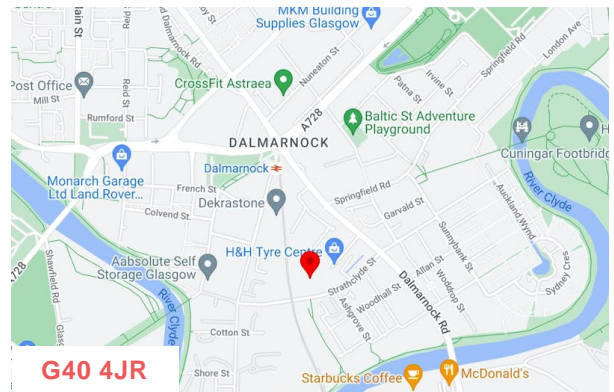 MKM Building
Supplies Glasgow
lain St
Old Dalmarnock Rd
Nuneaton St
Springfield Rd
London Ave
CrossFit Astraea
Post Office
Mill St
Reid St
Rumford St
Irvine St
Patna St
A728
Baltic St Adventure
Playground
DALMARNOCK
Cuningar Footbridg
Dalmarnock
Monarch Garage
Ltd Land Rover...
French St
Springfield Rd
River Clyde
Dekrastone
Colvend St
Garvald St
Auckland Wynd
Sunnybank St
H&H Tyre Centre
Shawfield Rd
A728
Aabsolute Self
Storage Glasgow
Dalmarnock Rd
Allan St
Woddrop St
Sydney Cres
Strathclyde St
Woodhall St
Ashgrove St
River Clyde
Cotton St
Glas
G40 4JR
Shore St
Starbucks Coffee
McDonald's